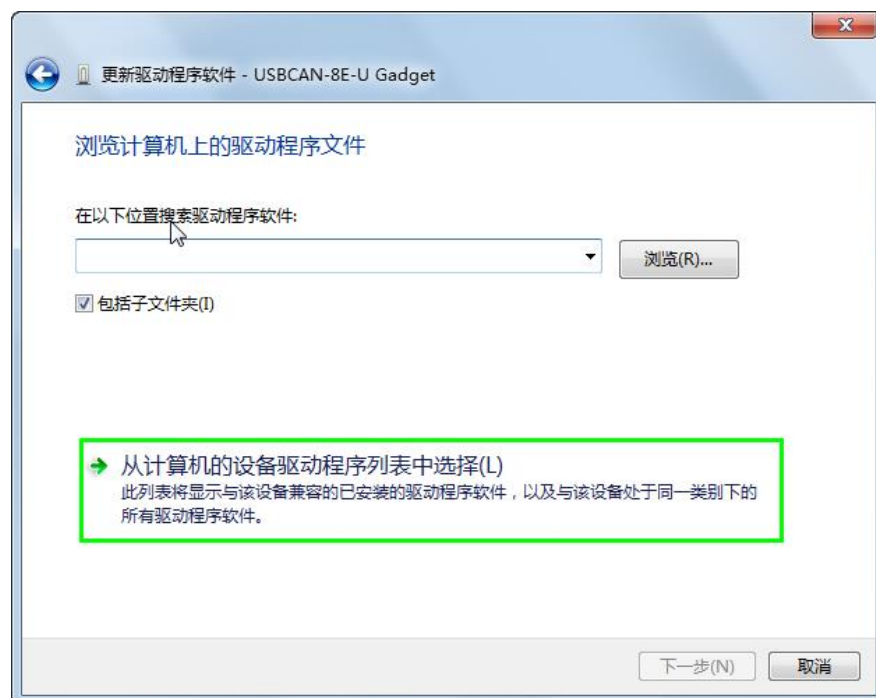 更新驱动程序软件 - USBCAN-8E-U Gadget
浏览计算机上的驱动程序文件
在以下位置搜索驱动程序软件:
浏览(R)...
包括子文件夹(I)
从计算机的设备驱动程序列表中选择(L)
此列表将显示与该设备兼容的已安装的驱动程序软件，以及与该设备处于同一类别下的
所有驱动程序软件。
下一步(N)
取消